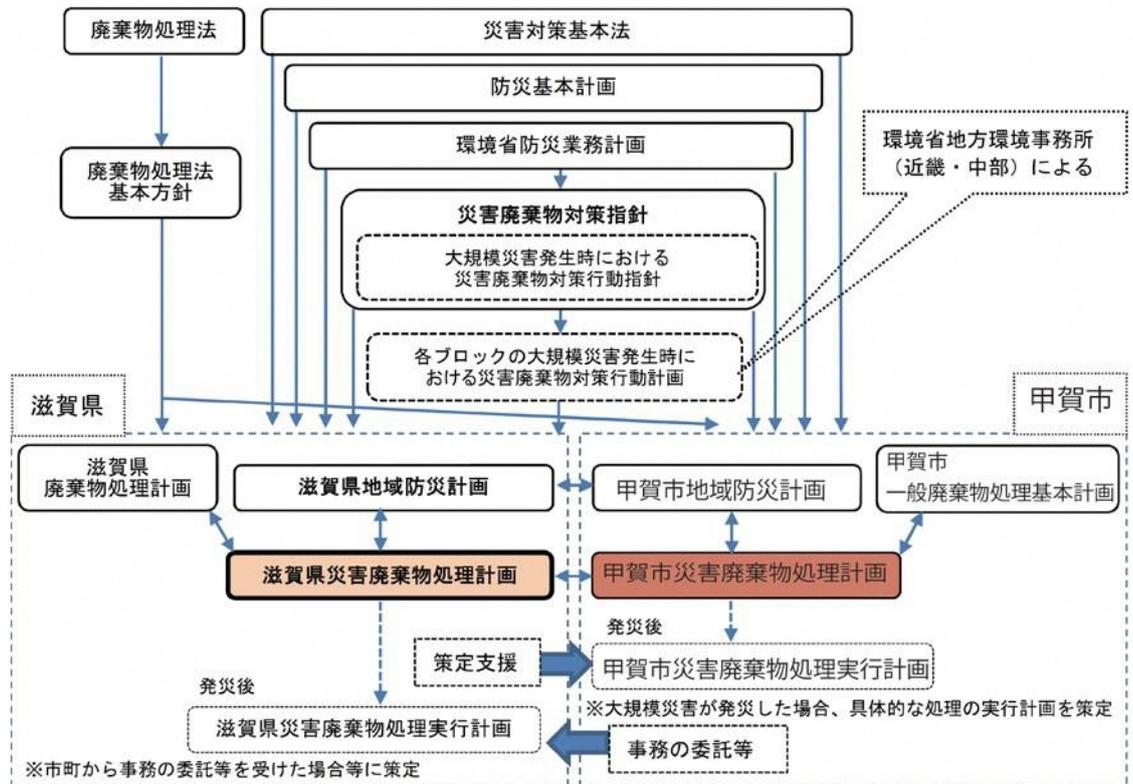 廃棄物処理法
災害対策基本法
防災基本計画
環境省防災業務計画
環境省地方環境事務所
（近畿・中部）による
廃棄物処理法
基本方針
災害廃棄物対策指針
大規模災害発生時における
災害廃棄物対策行動指針
各ブロックの大規模災害発生時に
おける災害廃棄物対策行動計画
滋賀県
甲賀市
滋賀県
廃棄物処理計画
滋賀県地域防災計画
甲賀市地域防災計画
甲賀市
一般廃棄物処理基本計画
滋賀県災害廃棄物処理計画
甲賀市災害廃棄物処理計画
発災後
策定支援
甲賀市災害廃棄物処理実行計画
発災後
※大規模災害が発災した場合、具体的な処理の実行計画を策定
滋賀県災害廃棄物処理実行計画
事務の委託等
※市町から事務の委託等を受けた場合等に策定